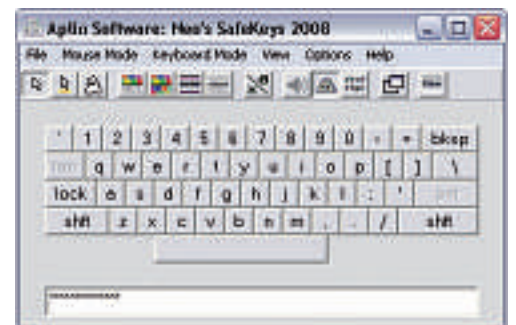 Aplin Software: Neo's SafeKeys 2008
File Mouse Mode Keyboard Mode View Options Help
1 2 3 4 5 6 7 8 9 0 - = bksp
q w e r t y u i o p [ ] \
lock a s d f g h j k l ; '
shft z x c v b n m , . / shft